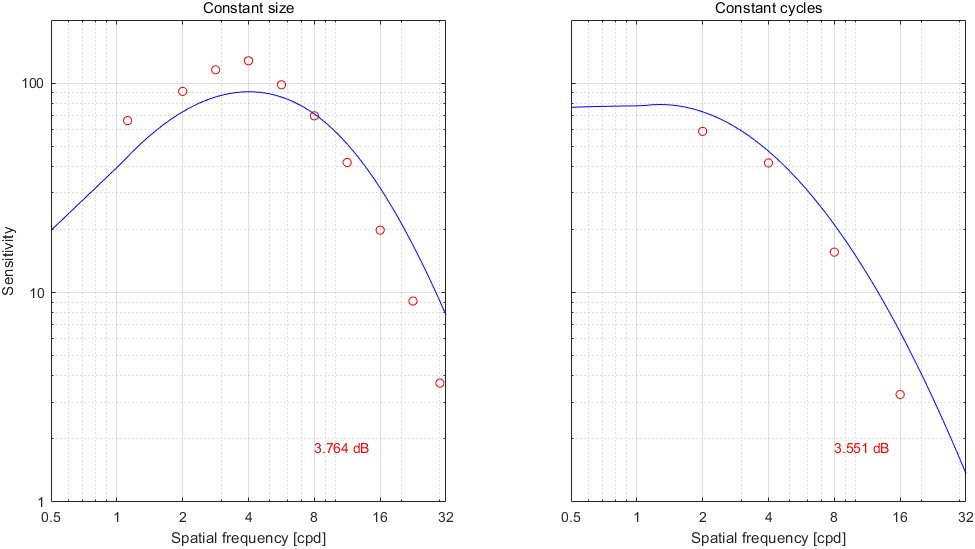 Constant size
100
10
1
Sensitivity
3.764 dB
0.5 1 2 4 8 16 32
Spatial frequency [cpd]
Constant cycles
3.551 dB
0.5 1 2 4 8 16 32
Spatial frequency [cpd]